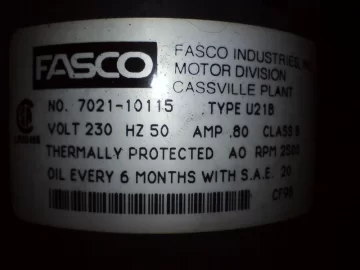 FASCO
FASCO INDUSTRIES, INC.
MOTOR DIVISION
CASSVILLE PLANT
NO. 7021-10115 TYPE U21B
VOLT 230 HZ 50 AMP .80 CLASS B
THERMALLY PROTECTED AO RPM 2500
OIL EVERY 6 MONTHS WITH S.A.E. 20
CF98